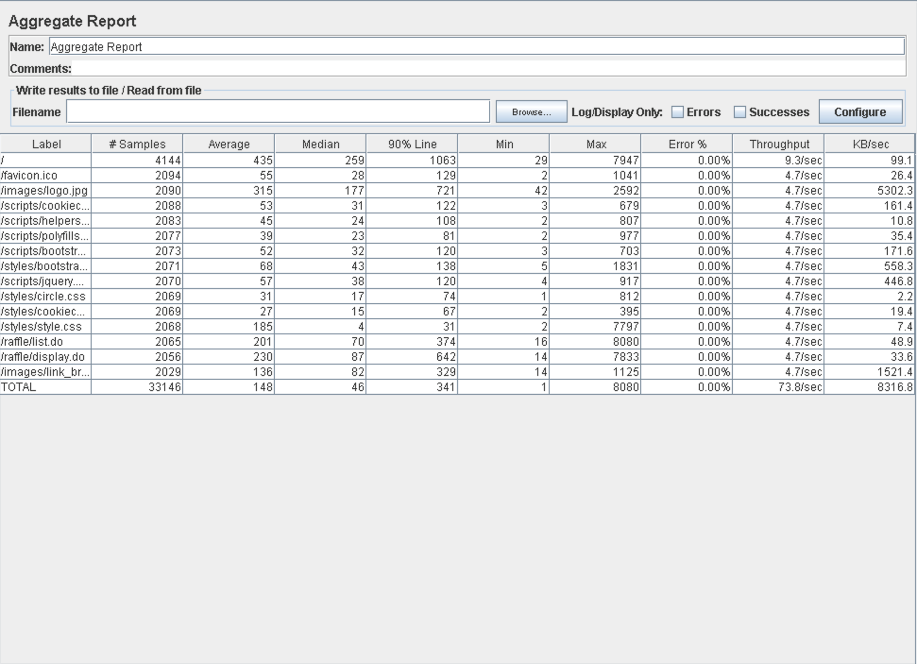 Aggregate Report
Name: Aggregate Report
Comments:
Write results to file / Read from file
Filename Browse... Log/Display Only: Errors Successes Configure
Label # Samples Average Median 90% Line Min Max Error % Throughput KB/sec
/ 4144 435 259 1063 29 7947 0.00% 9.3/sec 99.1
/favicon.ico 2094 55 28 129 2 1041 0.00% 4.7/sec 26.4
/images/logo.jpg 2090 315 177 721 42 2592 0.00% 4.7/sec 5302.3
/scripts/cookiec... 2088 53 31 122 3 679 0.00% 4.7/sec 161.4
/scripts/helpers... 2083 45 24 108 2 807 0.00% 4.7/sec 10.8
/scripts/polyfills... 2077 39 23 81 2 977 0.00% 4.7/sec 35.4
/scripts/bootstr... 2073 52 32 120 3 703 0.00% 4.7/sec 171.6
/styles/bootstra... 2071 68 43 138 5 1831 0.00% 4.7/sec 558.3
/scripts/jquery.... 2070 57 38 120 4 917 0.00% 4.7/sec 446.8
/styles/circle.css 2069 31 17 74 1 812 0.00% 4.7/sec 2.2
/styles/cookiec... 2069 27 15 67 2 395 0.00% 4.7/sec 19.4
/styles/style.css 2068 185 4 31 2 7797 0.00% 4.7/sec 7.4
/raffle/list.do 2065 201 70 374 16 8080 0.00% 4.7/sec 48.9
/raffle/display.do 2056 230 87 642 14 7833 0.00% 4.7/sec 33.6
/images/link_br... 2029 136 82 329 14 1125 0.00% 4.7/sec 1521.4
TOTAL 33146 148 46 341 1 8080 0.00% 73.8/sec 8316.8